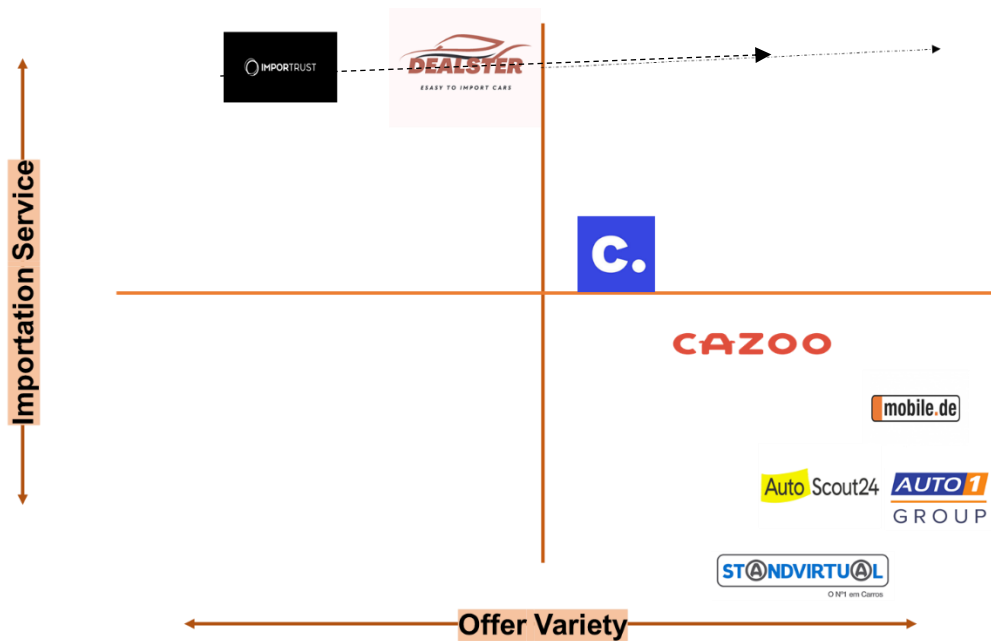 IMPORTRUST
DEALSTER
ESASY TO IMPORT CARS
Importation Service
c.
CAZOO
mobile.de
AutoScout24
AUTO1
GROUP
STANDVIRTUAL
O Nº1 em Carros
Offer Variety